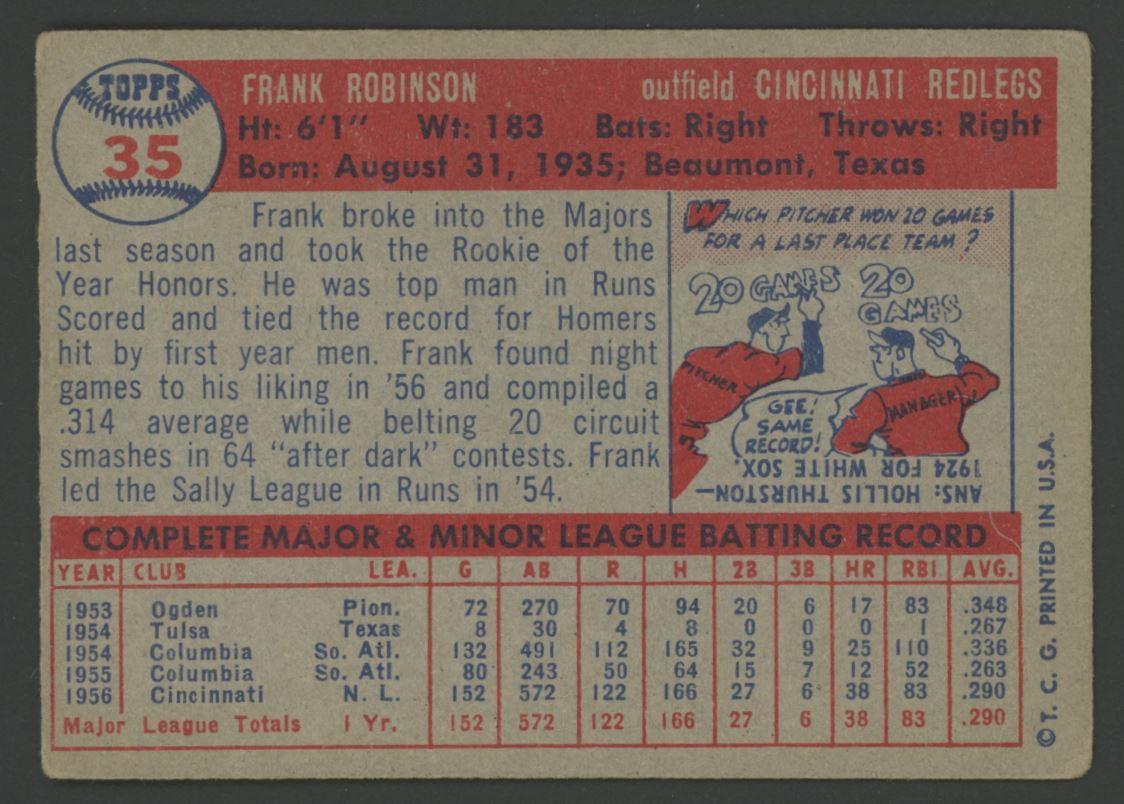 TOPPS
35
FRANK ROBINSON outfield CINCINNATI REDLEGS
Ht: 6'1" Wt: 183 Bats: Right Throws: Right
Born: August 31, 1935; Beaumont, Texas
Frank broke into the Majors
last season and took the Rookie of the
Year Honors. He was top man in Runs
Scored and tied the record for Homers
hit by first year men. Frank found night
games to his liking in '56 and compiled a
.314 average while belting 20 circuit
smashes in 64 "after dark" contests. Frank
led the Sally League in Runs in '54.
WHICH PITCHER WON 20 GAMES
FOR A LAST PLACE TEAM?
20 GAMES
20
GAMES
PITCHER
MANAGER
GEE!
SAME
RECORD!
ANS: HOLLIS THURSTON—
1924 FOR WHITE SOX.
COMPLETE MAJOR & MINOR LEAGUE BATTING RECORD
YEAR CLUB LEA. G AB R H 2B 3B HR RBI AVG.
1953 Ogden Pion. 72 270 70 94 20 6 17 83 .348
1954 Tulsa Texas 8 30 4 8 0 0 0 1 .267
1954 Columbia So. Atl. 132 491 112 165 32 9 25 110 .336
1955 Columbia So. Atl. 80 243 50 64 15 7 12 52 .263
1956 Cincinnati N. L. 152 572 122 166 27 6 38 83 .290
Major League Totals 1 Yr. 152 572 122 166 27 6 38 83 .290
©T. C. G. PRINTED IN U.S.A.